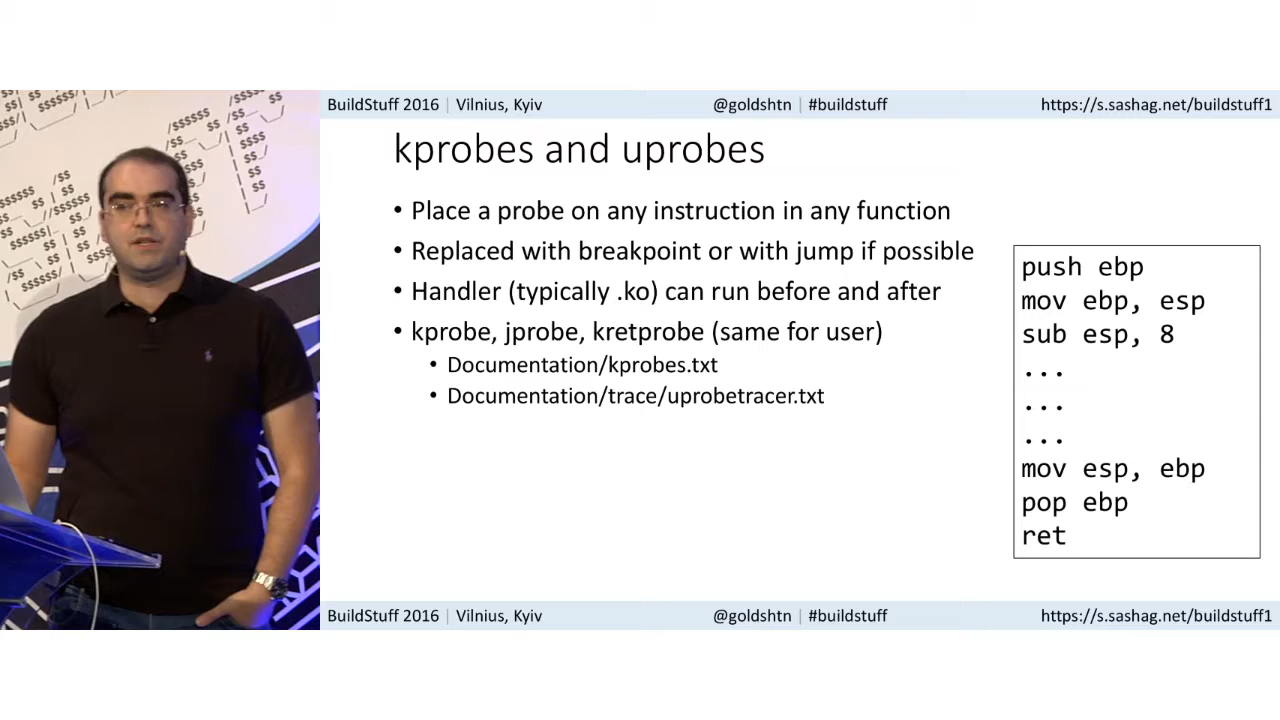 BuildStuff 2016 | Vilnius, Kyiv @goldshtn | #buildstuff https://s.sashag.net/buildstuff1
kprobes and uprobes
• Place a probe on any instruction in any function
• Replaced with breakpoint or with jump if possible
• Handler (typically .ko) can run before and after
• kprobe, jprobe, kretprobe (same for user)
• Documentation/kprobes.txt
• Documentation/trace/uprobetracer.txt
push ebp
mov ebp, esp
sub esp, 8
...
...
...
mov esp, ebp
pop ebp
ret
BuildStuff 2016 | Vilnius, Kyiv @goldshtn | #buildstuff https://s.sashag.net/buildstuff1